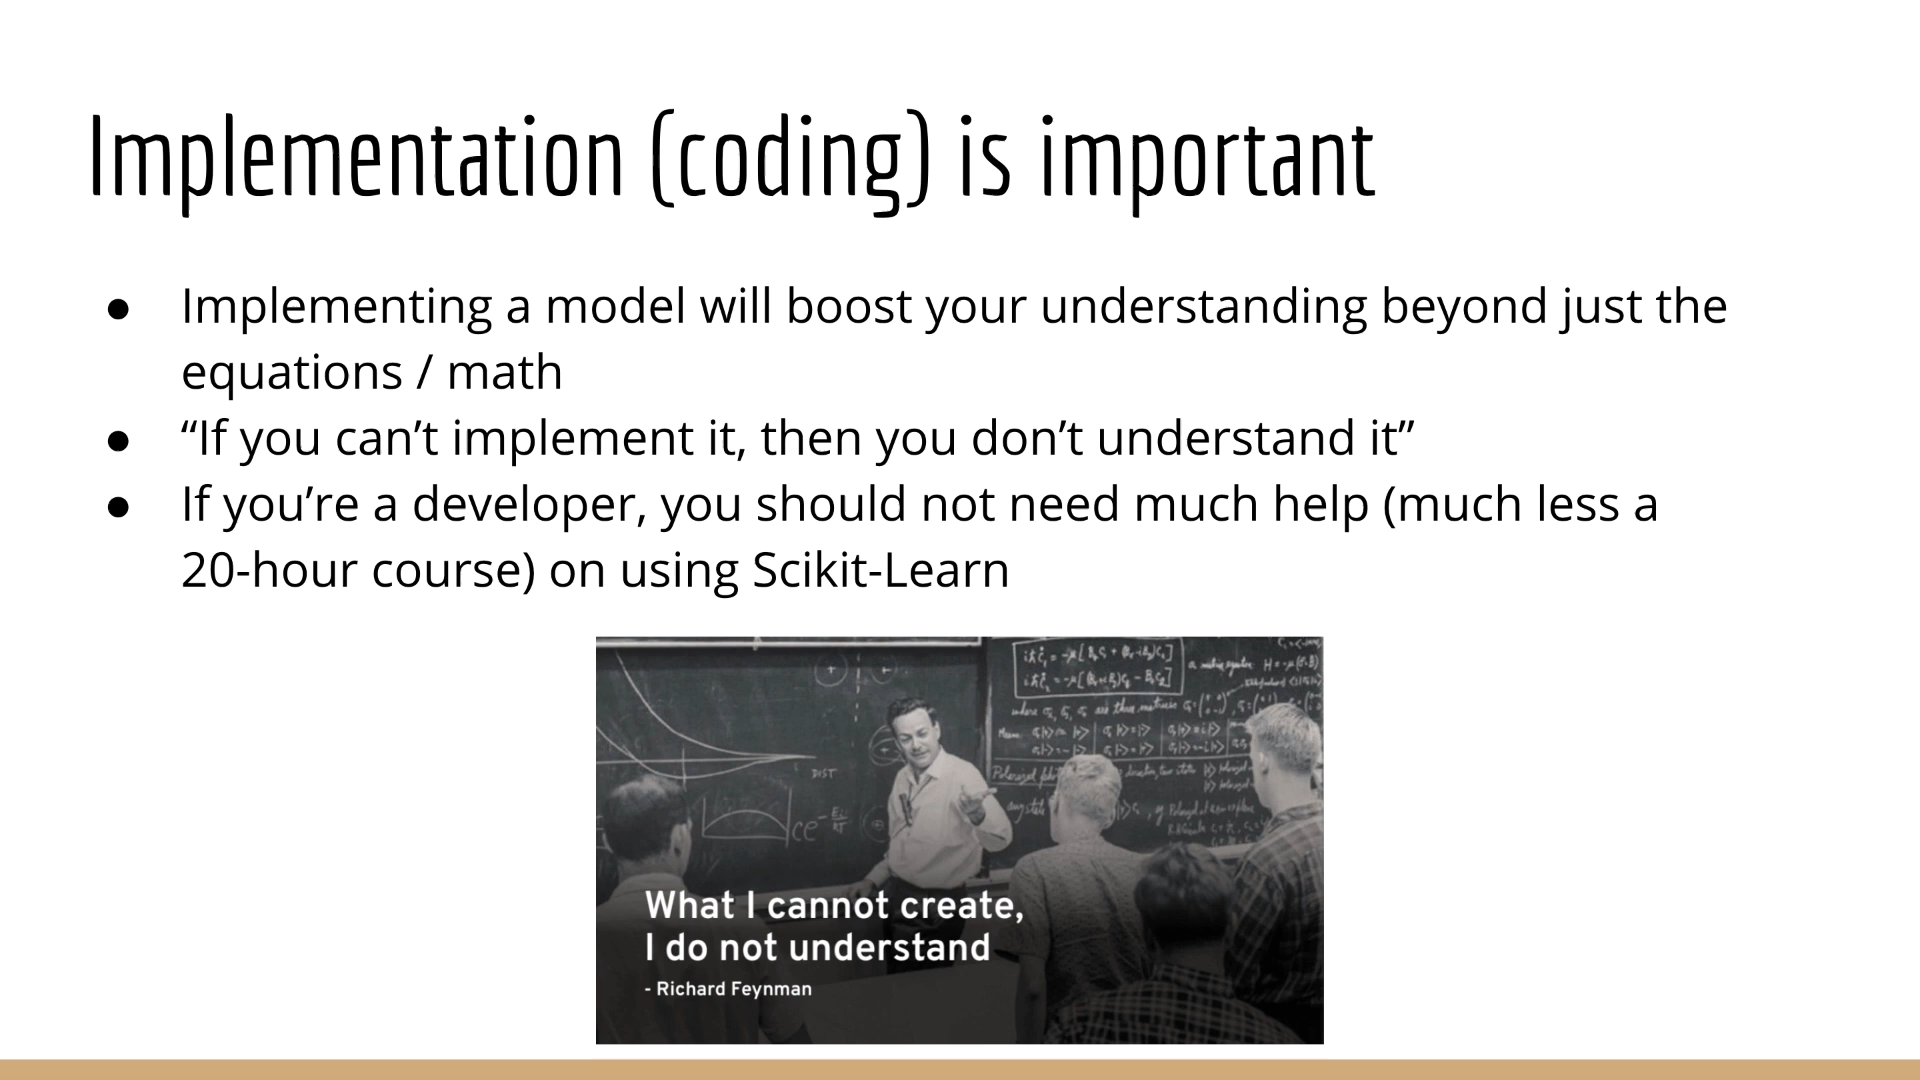 Implementation (coding) is important
● Implementing a model will boost your understanding beyond just the
equations / math
● “If you can’t implement it, then you don’t understand it”
● If you’re a developer, you should not need much help (much less a
20-hour course) on using Scikit-Learn
DIST
What I cannot create,
I do not understand
- Richard Feynman